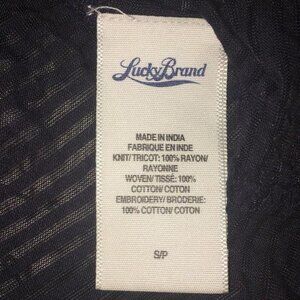 Lucky Brand
MADE IN INDIA
FABRIQUE EN INDE
KNIT/ TRICOT: 100% RAYON/
RAYONNE
WOVEN/ TISSÉ: 100%
COTTON/ COTON
EMBROIDERY/ BRODERIE:
100% COTTON/ COTON
S/P